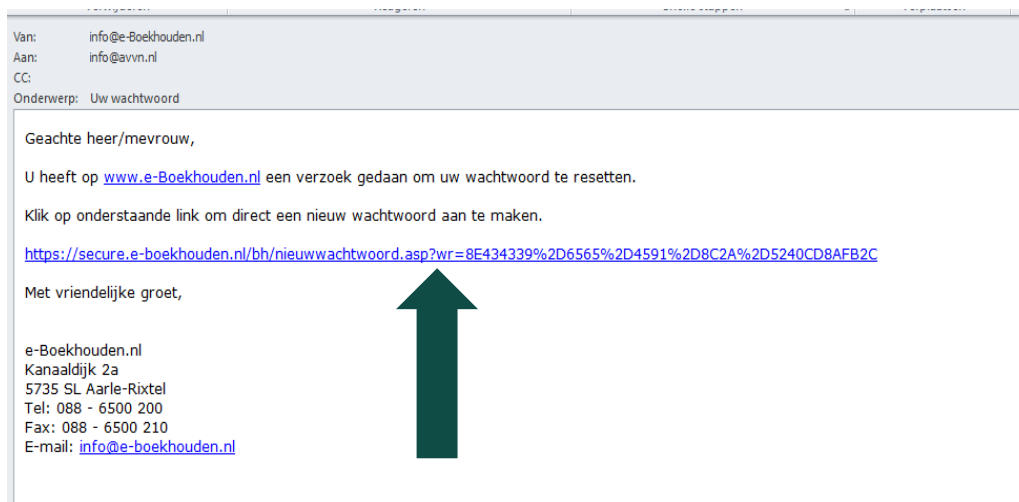 Van: info@e-Boekhouden.nl
Aan: info@avvn.nl
CC:
Onderwerp: Uw wachtwoord
Geachte heer/mevrouw,
U heeft op www.e-Boekhouden.nl een verzoek gedaan om uw wachtwoord te resetten.
Klik op onderstaande link om direct een nieuw wachtwoord aan te maken.
https://secure.e-boekhouden.nl/bh/nieuwwachtwoord.asp?wr=8E434339%2D6565%2D4591%2D8C2A%2D5240CD8AFB2C
Met vriendelijke groet,
e-Boekhouden.nl
Kanaaldijk 2a
5735 SL Aarle-Rixtel
Tel: 088 - 6500 200
Fax: 088 - 6500 210
E-mail: info@e-boekhouden.nl